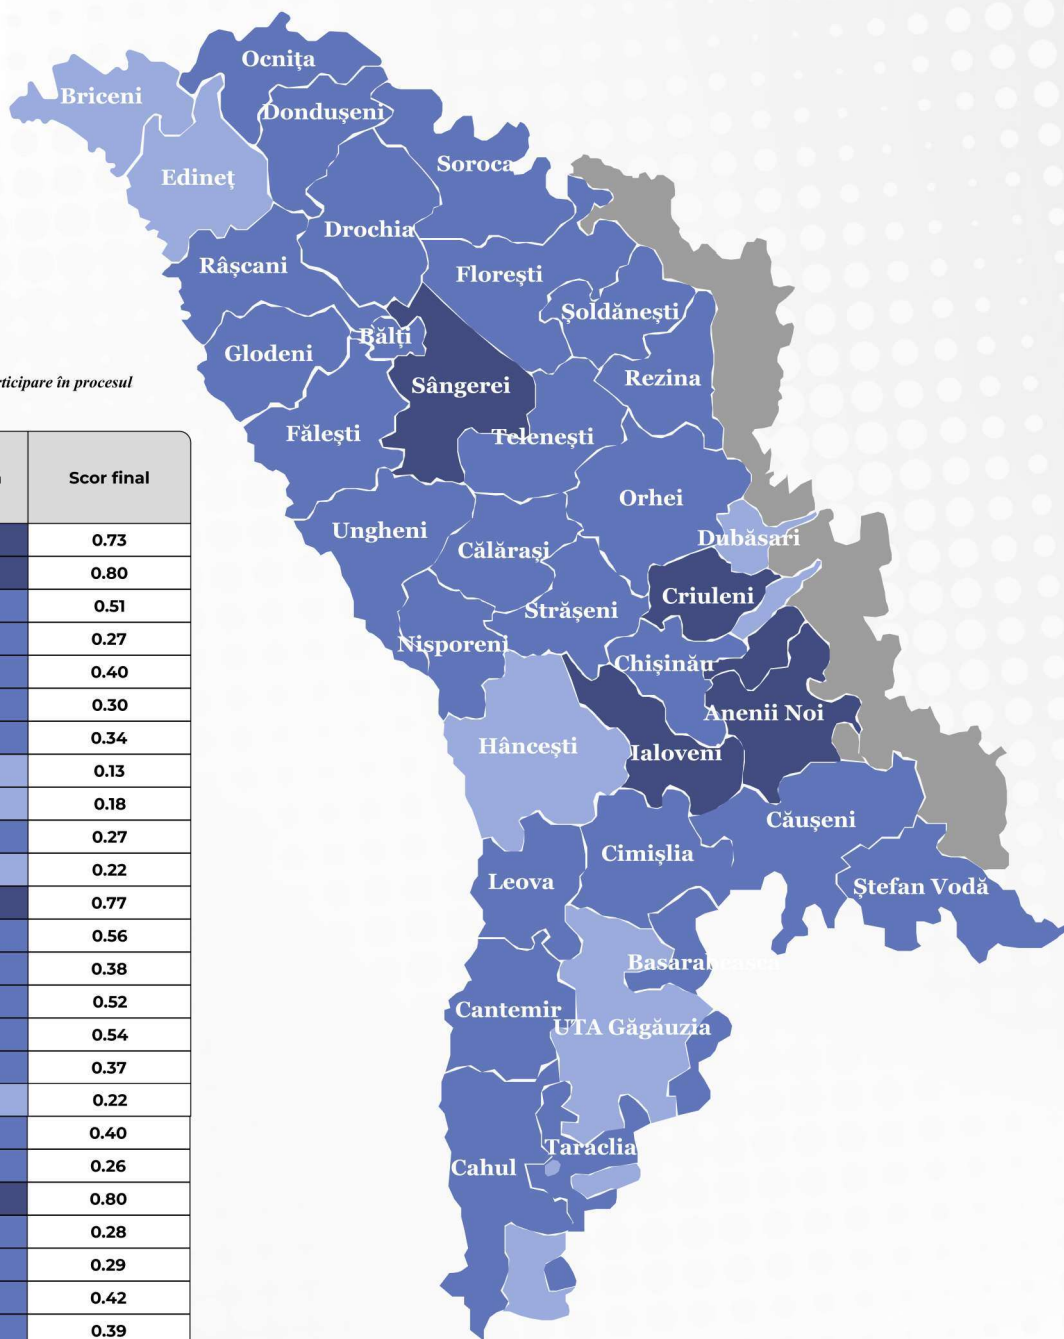 Ocnița
Briceni
Dondușeni
Soroca
Edineț
Drochia
Râșcani
Florești
Șoldănești
Bălți
Glodeni
Rezina
Sângerei
ticipare în procesul
Fălești
Telenești
Scor final
Orhei
Ungheni
Dubăsari
0.73
Călărași
0.80
Criuleni
0.51
Strășeni
0.27
Nisporeni
0.40
Chișinău
0.30
Anenii Noi
0.34
Hâncești
Ialoveni
0.13
0.18
Căușeni
0.27
Cimișlia
0.22
Leova
Ștefan Vodă
0.77
0.56
Basarabeasca
0.38
0.52
Cantemir
UTA Găgăuzia
0.54
0.37
0.22
0.40
Taraclia
0.26
Cahul
0.80
0.28
0.29
0.42
0.39